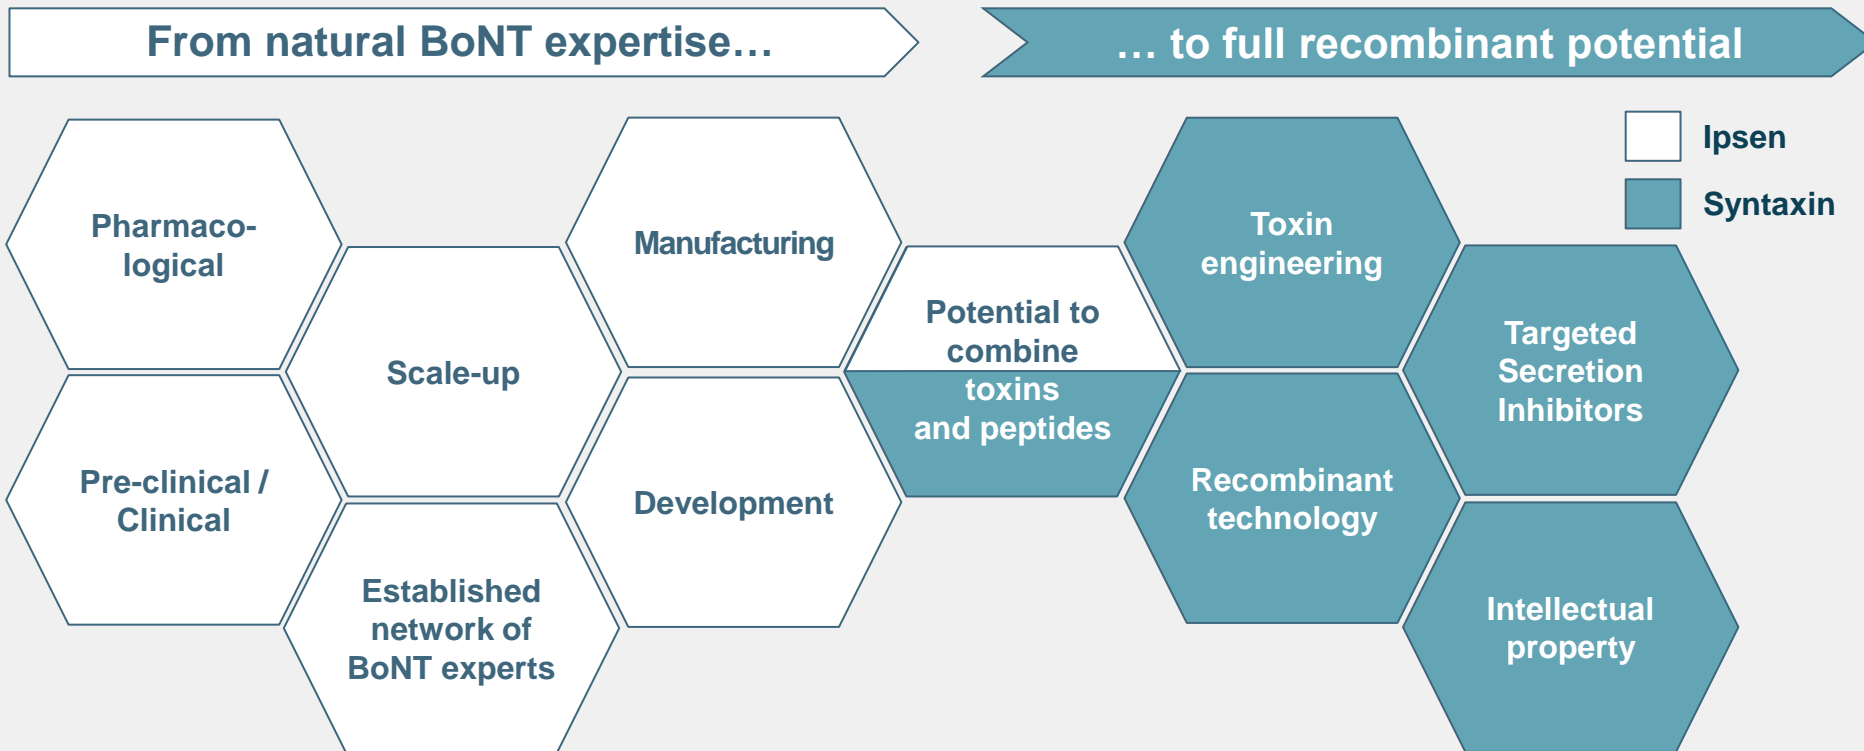 From natural BoNT expertise…
… to full recombinant potential
Ipsen
Syntaxin
Pharmaco-
logical
Pre-clinical /
Clinical
Scale-up
Established
network of
BoNT experts
Manufacturing
Development
Potential to
combine
toxins
and peptides
Toxin
engineering
Recombinant
technology
Targeted
Secretion
Inhibitors
Intellectual
property